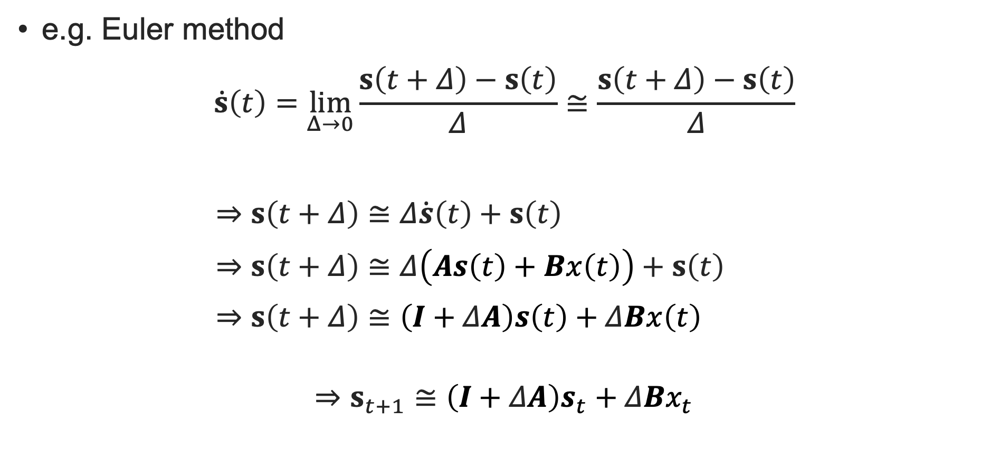 • e.g. Euler method
ṡ(t) = lim_{Δ→0} (s(t + Δ) − s(t))/Δ ≅ (s(t + Δ) − s(t))/Δ
⇒ s(t + Δ) ≅ Δṡ(t) + s(t)
⇒ s(t + Δ) ≅ Δ(As(t) + Bx(t)) + s(t)
⇒ s(t + Δ) ≅ (I + ΔA)s(t) + ΔBx(t)
⇒ s_{t+1} ≅ (I + ΔA)s_t + ΔBx_t